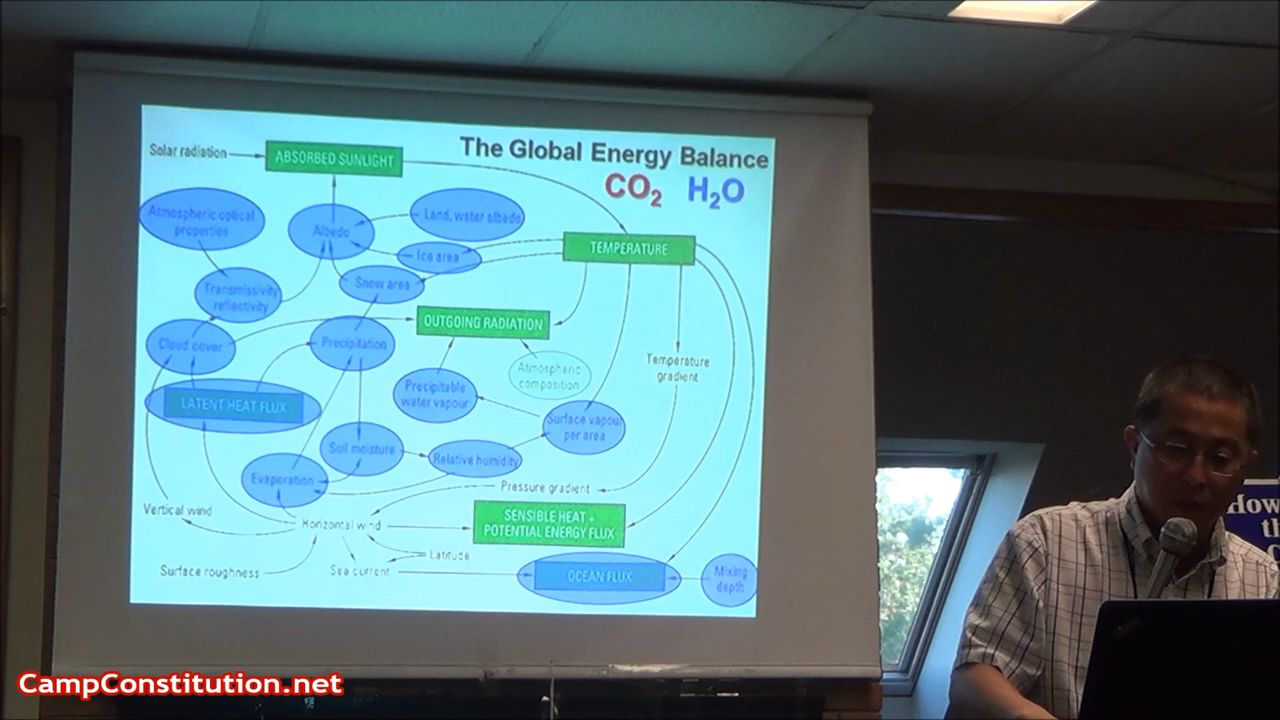 The Global Energy Balance
CO₂ H₂O
Solar radiation
ABSORBED SUNLIGHT
Atmospheric optical
properties
Albedo
Land, water albedo
Ice area
TEMPERATURE
Snow area
Transmissivity
reflectivity
OUTGOING RADIATION
Cloud cover
Precipitation
Atmospheric
composition
Temperature
gradient
Precipitable
water vapour
LATENT HEAT FLUX
Surface vapour
per area
Soil moisture
Relative humidity
Evaporation
Pressure gradient
Vertical wind
Horizontal wind
SENSIBLE HEAT +
POTENTIAL ENERGY FLUX
Latitude
Surface roughness
Sea current
OCEAN FLUX
Mixing
depth
How
CampConstitution.net